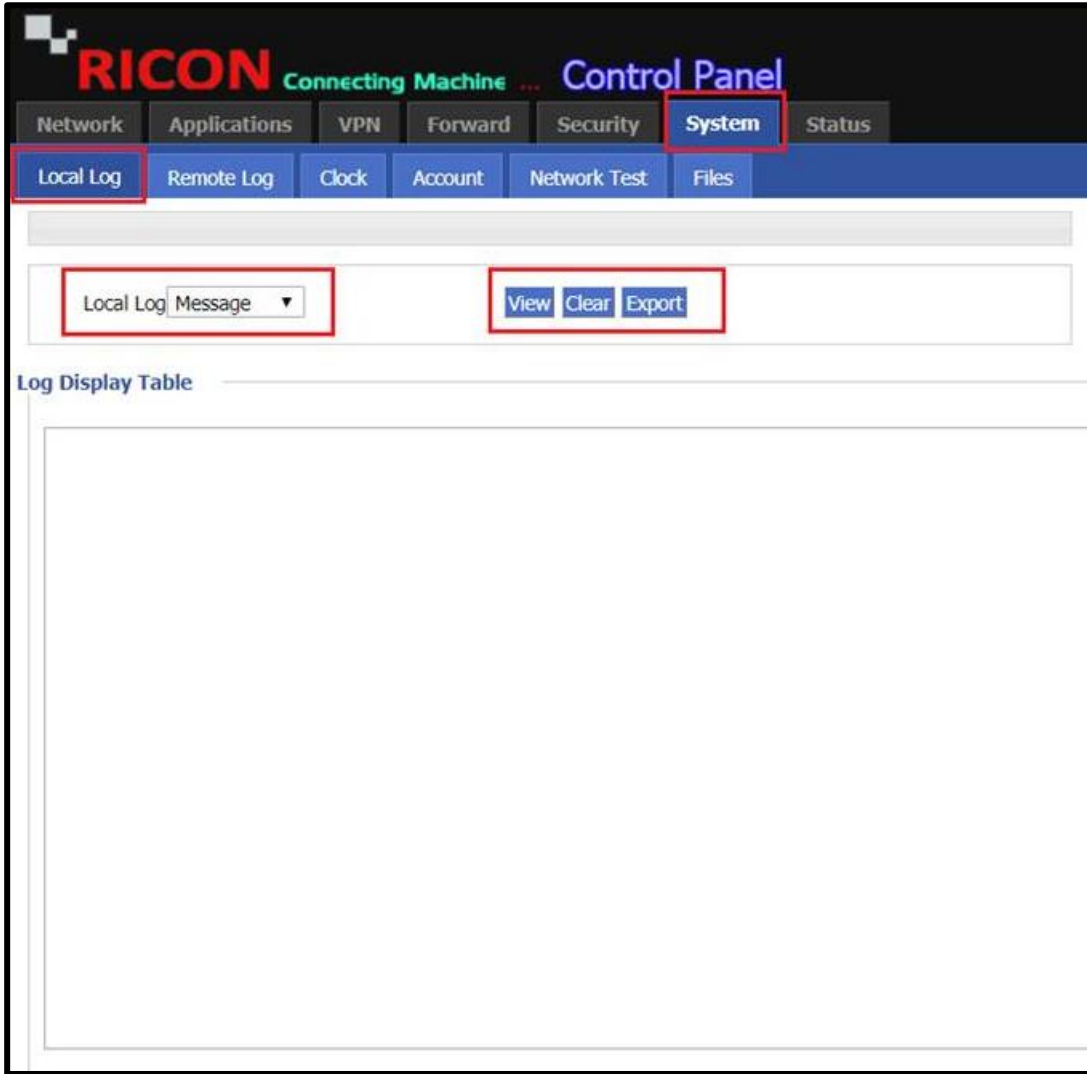 RICON Connecting Machine ... Control Panel
Network Applications VPN Forward Security System Status
Local Log Remote Log Clock Account Network Test Files
Local Log Message ▼ View Clear Export
Log Display Table